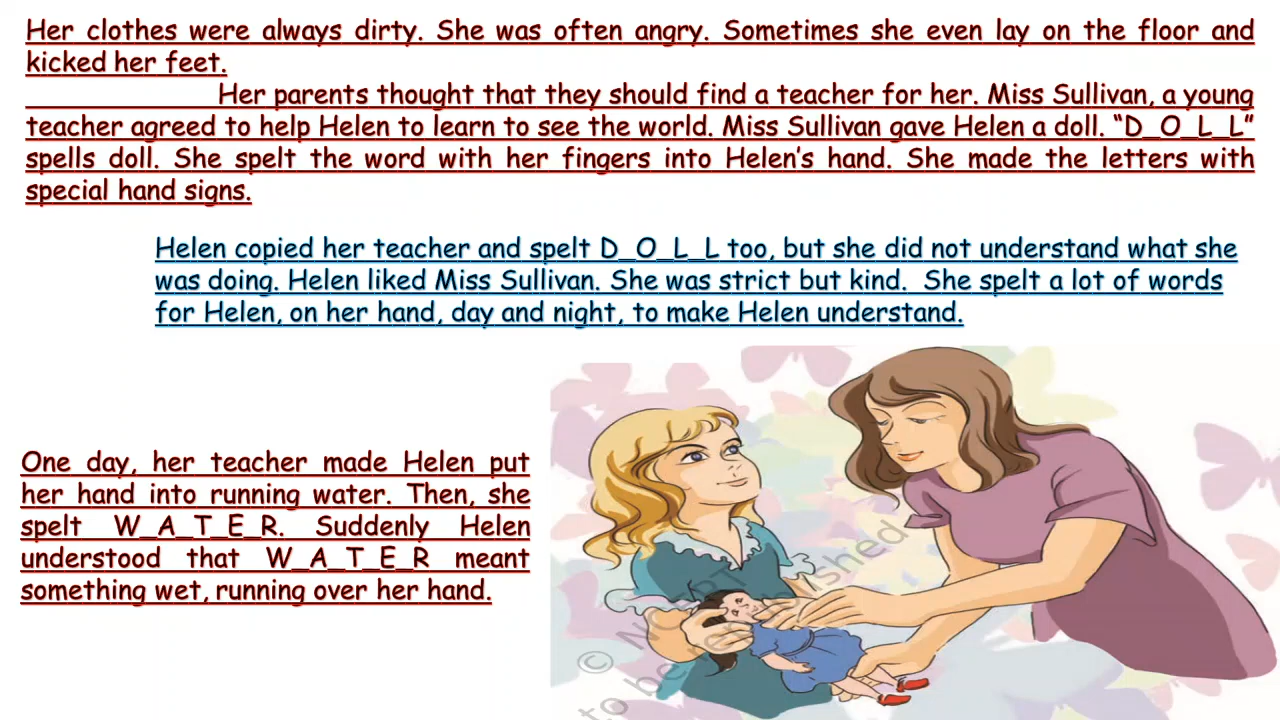 Her clothes were always dirty. She was often angry. Sometimes she even lay on the floor and
kicked her feet.
Her parents thought that they should find a teacher for her. Miss Sullivan, a young
teacher agreed to help Helen to learn to see the world. Miss Sullivan gave Helen a doll. “D_O_L_L”
spells doll. She spelt the word with her fingers into Helen’s hand. She made the letters with
special hand signs.
Helen copied her teacher and spelt D_O_L_L too, but she did not understand what she
was doing. Helen liked Miss Sullivan. She was strict but kind. She spelt a lot of words
for Helen, on her hand, day and night, to make Helen understand.
One day, her teacher made Helen put
her hand into running water. Then, she
spelt W_A_T_E_R. Suddenly Helen
understood that W_A_T_E_R meant
something wet, running over her hand.
© NCERT
to be republished